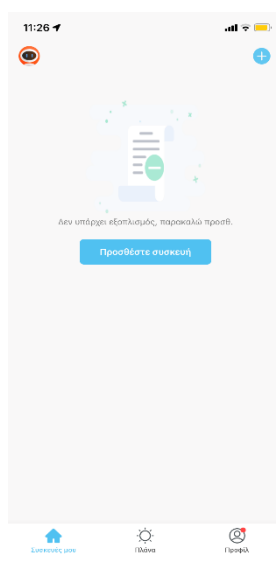 11:26
Δεν υπάρχει εξοπλισμός, παρακαλώ προσθ.
Προσθέστε συσκευή
Συσκευές μου
Πλάνα
Προφίλ